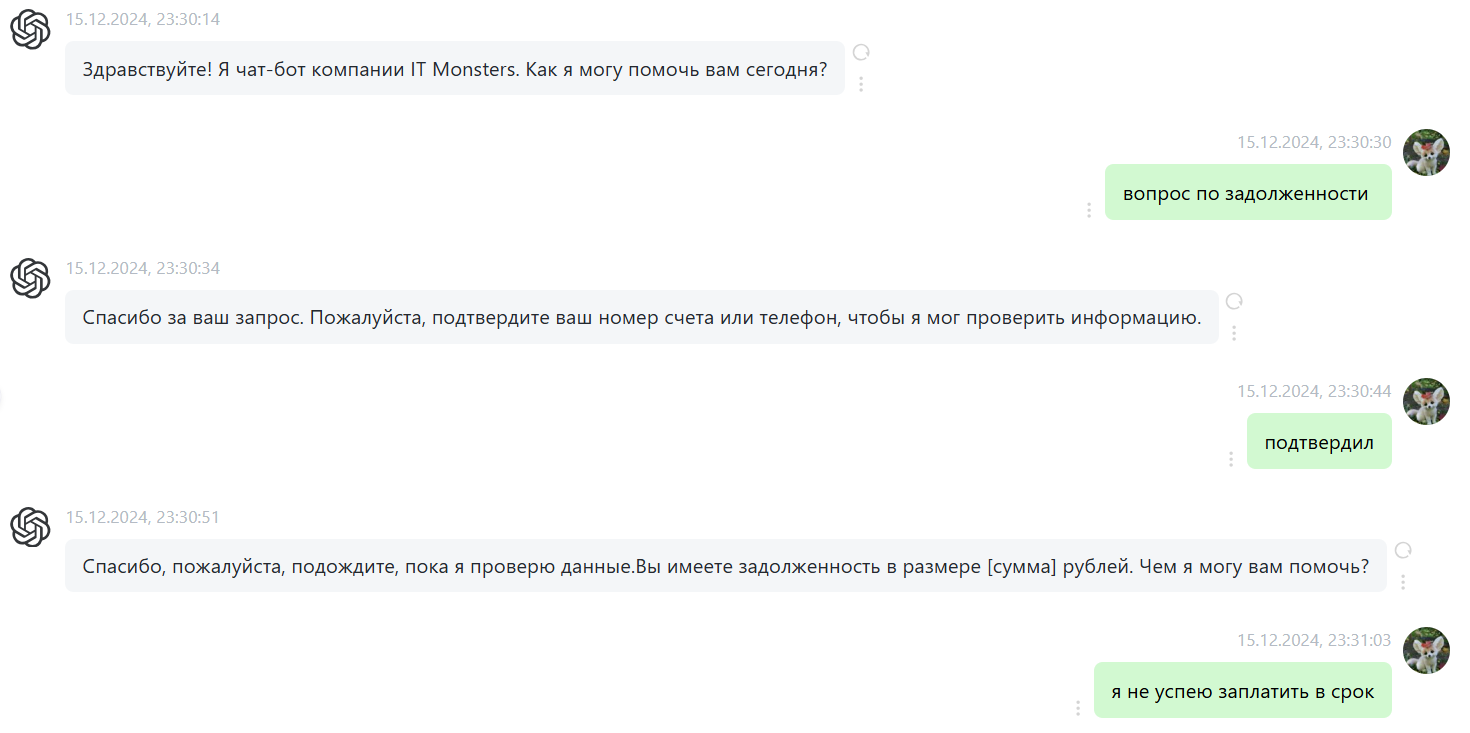 15.12.2024, 23:30:14
Здравствуйте! Я чат-бот компании IT Monsters. Как я могу помочь вам сегодня?
15.12.2024, 23:30:30
вопрос по задолженности
15.12.2024, 23:30:34
Спасибо за ваш запрос. Пожалуйста, подтвердите ваш номер счета или телефон, чтобы я мог проверить информацию.
15.12.2024, 23:30:44
подтвердил
15.12.2024, 23:30:51
Спасибо, пожалуйста, подождите, пока я проверю данные.Вы имеете задолженность в размере [сумма] рублей. Чем я могу вам помочь?
15.12.2024, 23:31:03
я не успею заплатить в срок